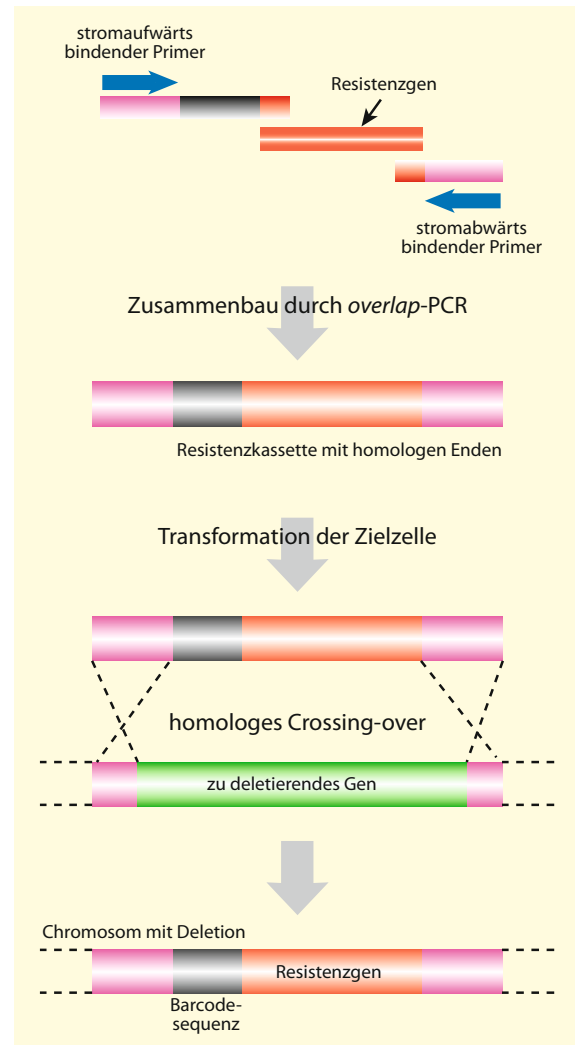 stromaufwärts
bindender Primer
Resistenzgen
stromabwärts
bindender Primer
Zusammenbau durch overlap-PCR
Resistenzkassette mit homologen Enden
Transformation der Zielzelle
homologes Crossing-over
zu deletierendes Gen
Chromosom mit Deletion
Resistenzgen
Barcode-
sequenz